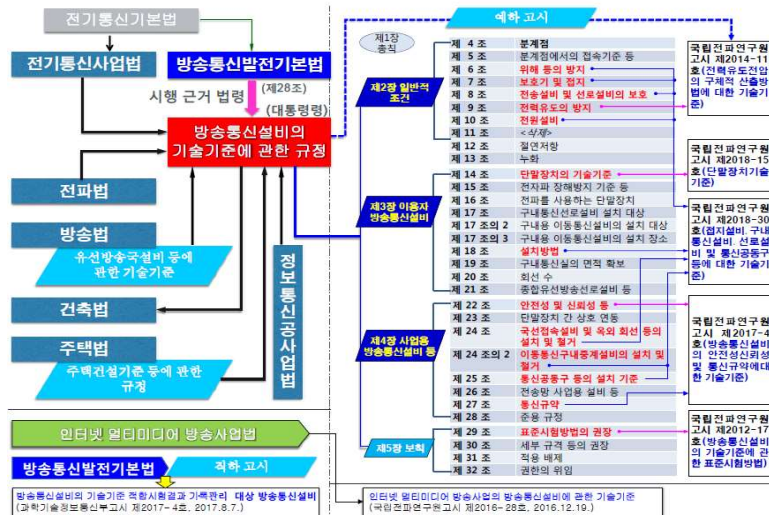 전기통신기본법
전기통신사업법
방송통신발전기본법
시행 근거 법령
(제28조)
(대통령령)
방송통신설비의
기술기준에 관한 규정
전파법
방송법
유선방송국설비 등에
관한 기술기준
건축법
주택법
주택건설기준 등에 관한
규정
정보통신공사업법
인터넷 멀티미디어 방송사업법
방송통신발전기본법
직하 고시
방송통신설비의 기술기준 적합시험결과 기록관리 대상 방송통신설비
(과학기술정보통신부고시 제2017-4호, 2017.8.7.)
예하 고시
제1장
총칙
제2장 일반적
조건
제3장 이용자
방송통신설비
제4장 사업용
방송통신설비 등
제5장 보칙
제 4 조 분계점
제 5 조 분계점에서의 접속기준 등
제 6 조 위해 등의 방지
제 7 조 보호기 및 접지
제 8 조 전송설비 및 선로설비의 보호
제 9 조 전력유도의 방지
제 10 조 전원설비
제 11 조 <삭제>
제 12 조 절연저항
제 13 조 누화
제 14 조 단말장치의 기술기준
제 15 조 전자파 장해방지 기준 등
제 16 조 전파를 사용하는 단말장치
제 17 조 구내통신선로설비 설치 대상
제 17 조의 2 구내용 이동통신설비의 설치 대상
제 17 조의 3 구내용 이동통신설비의 설치 장소
제 18 조 설치방법
제 19 조 구내통신실의 면적 확보
제 20 조 회선 수
제 21 조 종합유선방송선로설비 등
제 22 조 안전성 및 신뢰성 등
제 23 조 단말장치 간 상호 연동
제 24 조 국선접속설비 및 옥외 회선 등의
설치 및 철거
제 24 조의 2 이동통신구내중계설비의 설치 및
철거
제 25 조 통신공동구 등의 설치 기준
제 26 조 전송망 사업용 설비 등
제 27 조 통신규약
제 28 조 준용 규정
제 29 조 표준시험방법의 권장
제 30 조 세부 규격 등의 권장
제 31 조 적용 배제
제 32 조 권한의 위임
국립전파연구원
고시 제2014-11
호(전력유도전압
의 구체적 산출방
법에 대한 기술기
준)
국립전파연구원
고시 제2018-15
호(단말장치기술
기준)
국립전파연구원
고시 제2018-30
호(접지설비. 구내
통신설비. 선로설
비 및 통신공동구
등에 대한 기술기
준)
국립전파연구원
고시 제2017-4
호(방송통신설비
의 안전성신뢰성
및 통신규약에대
한 기술기준)
국립전파연구원
고시 제2012-17
호(방송통신설비
의 기술기준에 관
한 표준시험방법)
인터넷 멀티미디어 방송사업의 방송통신설비에 관한 기술기준
(국립전파연구원고시 제2016-28호, 2016.12.19.)